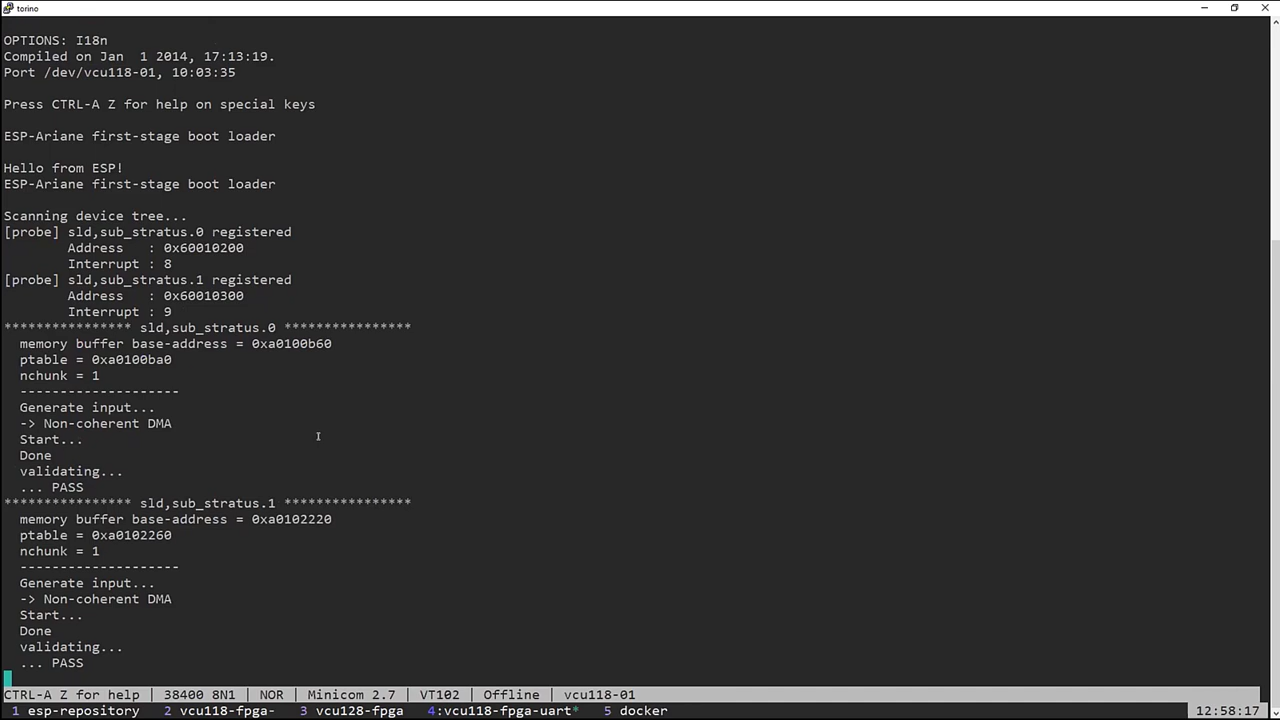 torino
OPTIONS: I18n
Compiled on Jan  1 2014, 17:13:19.
Port /dev/vcu118-01, 10:03:35
Press CTRL-A Z for help on special keys
ESP-Ariane first-stage boot loader
Hello from ESP!
ESP-Ariane first-stage boot loader
Scanning device tree...
[probe] sld,sub_stratus.0 registered
        Address   : 0x60010200
        Interrupt : 8
[probe] sld,sub_stratus.1 registered
        Address   : 0x60010300
        Interrupt : 9
**************** sld,sub_stratus.0 ****************
  memory buffer base-address = 0xa0100b60
  ptable = 0xa0100ba0
  nchunk = 1
  --------------------
  Generate input...
  -> Non-coherent DMA
  Start...
  Done
  validating...
  ... PASS
**************** sld,sub_stratus.1 ****************
  memory buffer base-address = 0xa0102220
  ptable = 0xa0102260
  nchunk = 1
  --------------------
  Generate input...
  -> Non-coherent DMA
  Start...
  Done
  validating...
  ... PASS
CTRL-A Z for help | 38400 8N1 | NOR | Minicom 2.7 | VT102 | Offline | vcu118-01
1 esp-repository   2 vcu118-fpga-   3 vcu128-fpga   4:vcu118-fpga-uart*   5 docker   12:58:17